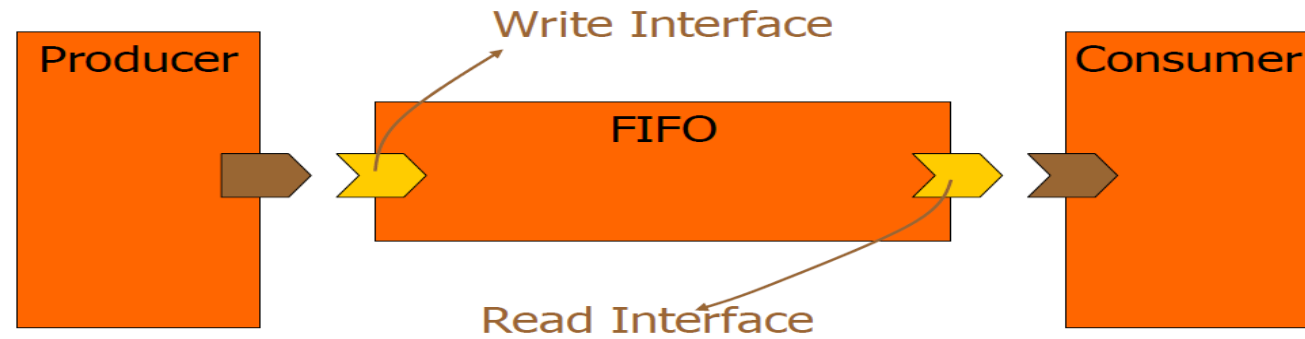 Write Interface
Producer
FIFO
Consumer
Read Interface